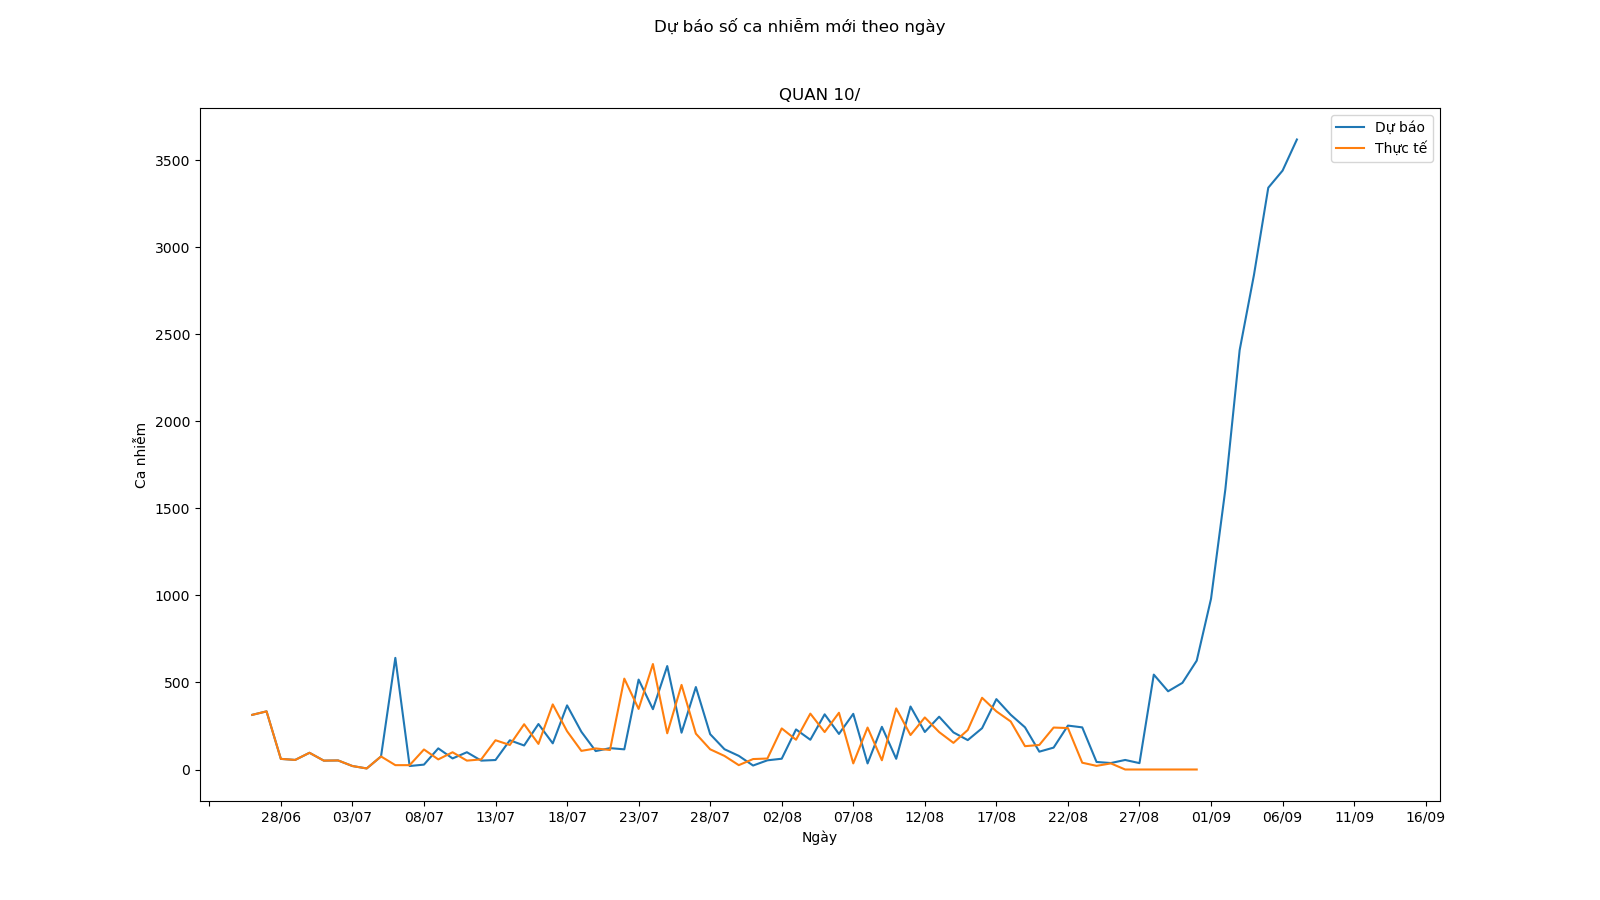 Dự báo số ca nhiễm mới theo ngày
QUAN 10/
Dự báo
Thực tế
3500
3000
2500
2000
1500
1000
500
0
Ca nhiễm
28/06 03/07 08/07 13/07 18/07 23/07 28/07 02/08 07/08 12/08 17/08 22/08 27/08 01/09 06/09 11/09 16/09
Ngày